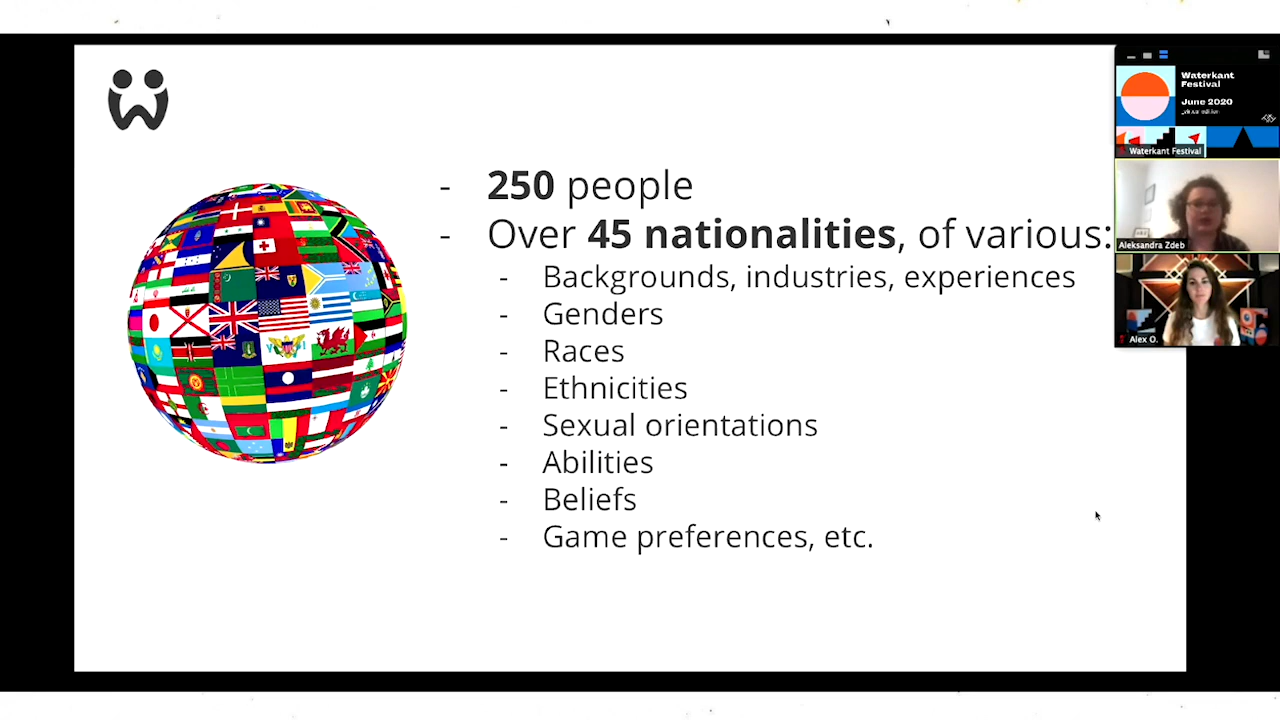 - 250 people
- Over 45 nationalities, of various:
- Backgrounds, industries, experiences
- Genders
- Races
- Ethnicities
- Sexual orientations
- Abilities
- Beliefs
- Game preferences, etc.
Waterkant
Festival
June 2020
Waterkant Festival
Aleksandra Zdeb
Alex O.